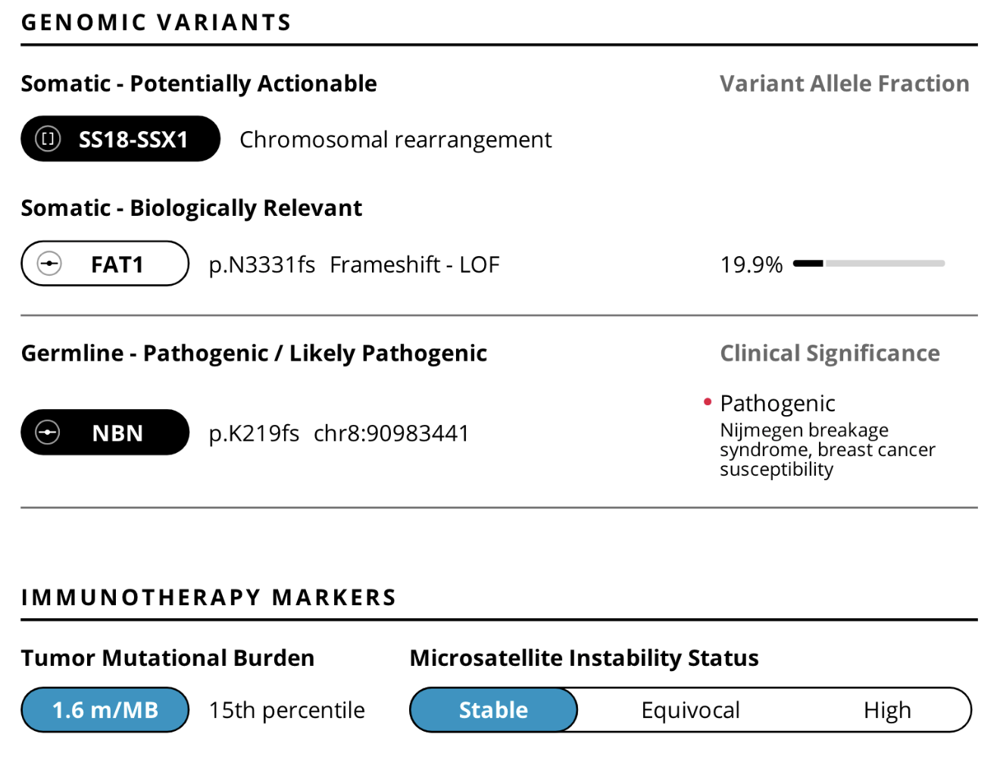 GENOMIC VARIANTS
Somatic - Potentially Actionable Variant Allele Fraction
[] SS18-SSX1 Chromosomal rearrangement
Somatic - Biologically Relevant
FAT1 p.N3331fs Frameshift - LOF 19.9%
Germline - Pathogenic / Likely Pathogenic Clinical Significance
• Pathogenic
NBN p.K219fs chr8:90983441
Nijmegen breakage
syndrome, breast cancer
susceptibility
IMMUNOTHERAPY MARKERS
Tumor Mutational Burden Microsatellite Instability Status
1.6 m/MB 15th percentile Stable Equivocal High